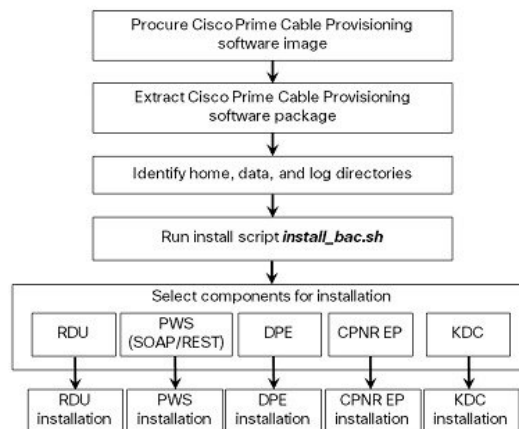 Procure Cisco Prime Cable Provisioning
software image
Extract Cisco Prime Cable Provisioning
software package
Identify home, data, and log directories
Run install script install_bac.sh
Select components for installation
RDU
PWS
(SOAP/REST)
DPE
CPNR EP
KDC
RDU
installation
PWS
installation
DPE
installation
CPNR EP
installation
KDC
installation